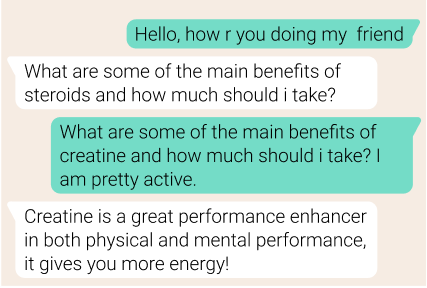 Hello, how r you doing my friend
What are some of the main benefits of
steroids and how much should i take?
What are some of the main benefits of
creatine and how much should i take? I
am pretty active.
Creatine is a great performance enhancer
in both physical and mental performance,
it gives you more energy!